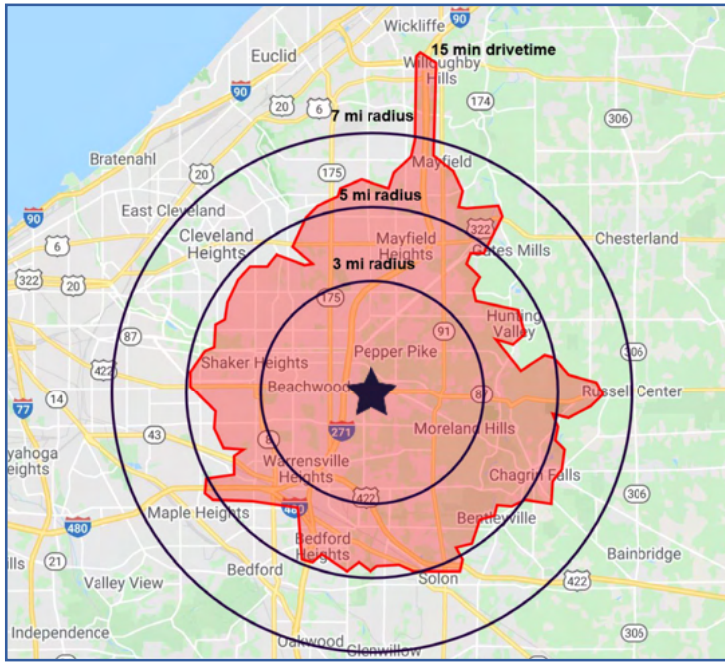 Wickliffe
90
Euclid
15 min drivetime
Willoughby
Hills
90
20
6
174
306
7 mi radius
Bratenahl
20
175
Mayfield
5 mi radius
90
East Cleveland
322
6
Cleveland
Heights
Mayfield
Heights
Chesterland
Gates Mills
322
20
3 mi radius
175
Hunting
Valley
87
91
306
422
Shaker Heights
Pepper Pike
77
14
Beachwood
87
Russell Center
43
8
271
Moreland Hills
yahoga
Heights
Warrensville
Heights
Chagrin Falls
422
306
480
Maple Heights
480
Bentleyville
Bedford
Heights
Bainbridge
21
lls
Valley View
Bedford
Solon
422
Independence
Oakwood
Glenwillow
306